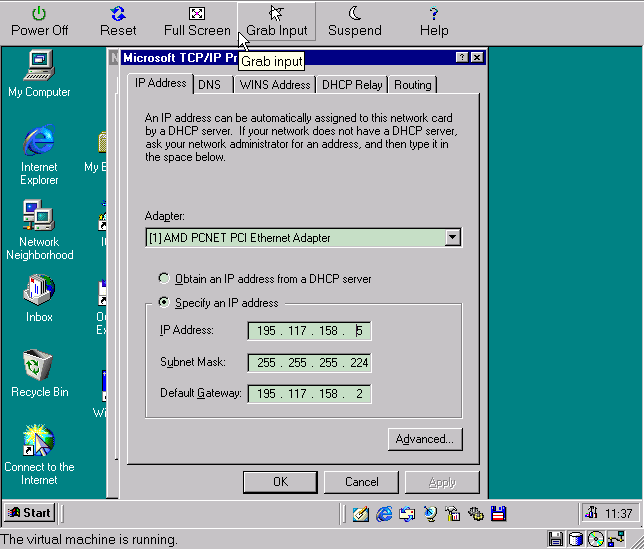 Power Off
Reset
Full Screen
Grab Input
Suspend
Help
Grab input
Microsoft TCP/IP Pr
IP Address
DNS
WINS Address
DHCP Relay
Routing
An IP address can be automatically assigned to this network card
by a DHCP server. If your network does not have a DHCP server,
ask your network administrator for an address, and then type it in
the space below.
Adapter:
[1] AMD PCNET PCI Ethernet Adapter
Obtain an IP address from a DHCP server
Specify an IP address
IP Address: 195 . 117 . 158 . 5
Subnet Mask: 255 . 255 . 255 . 224
Default Gateway: 195 . 117 . 158 . 2
Advanced...
OK
Cancel
Apply
My Computer
Internet
Explorer
My
Network
Neighborhood
Inbox
Recycle Bin
Connect to the
Internet
Start
11:37
The virtual machine is running.